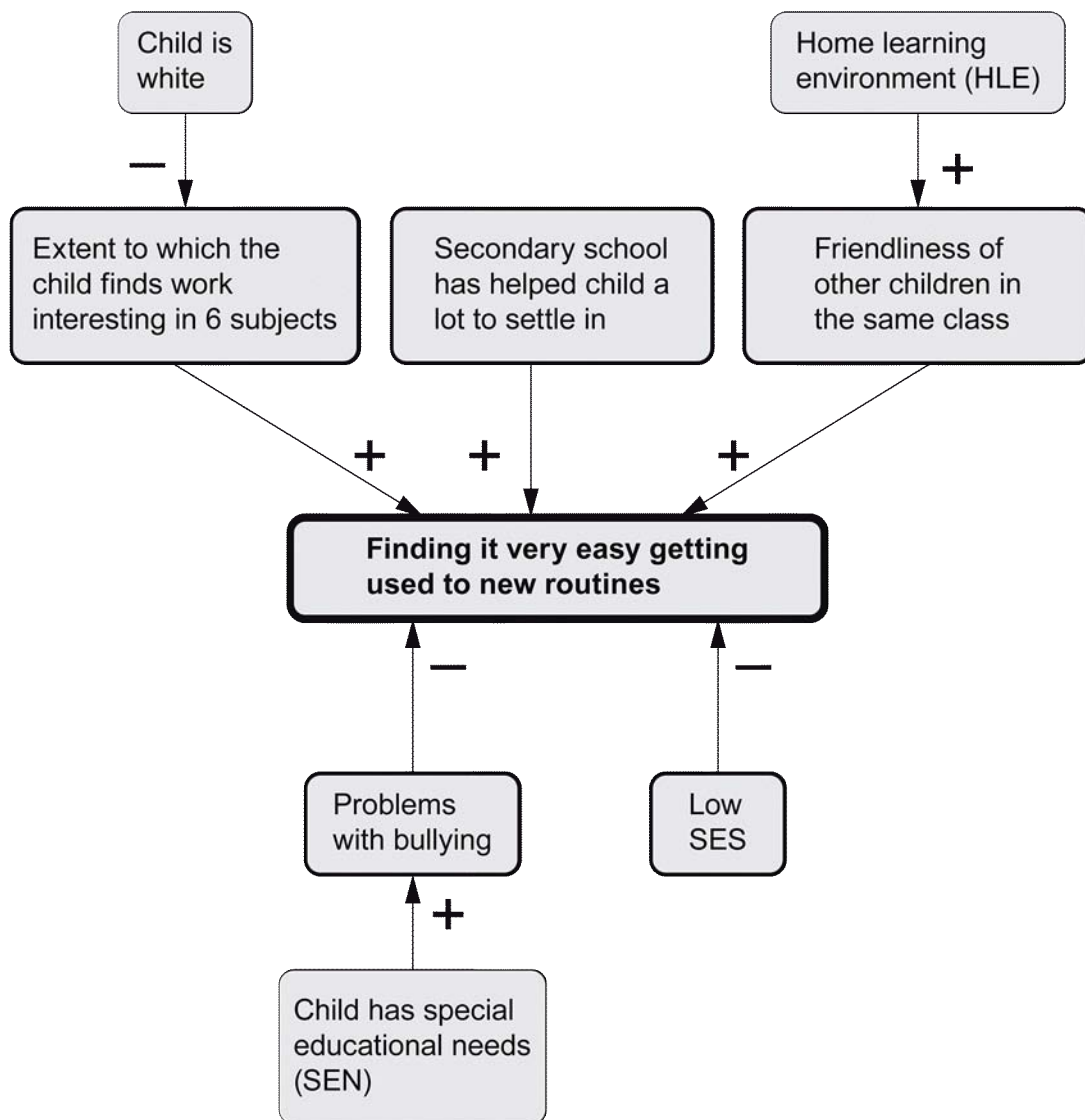 Child is
white
Home learning
environment (HLE)
—
+
Extent to which the
child finds work
interesting in 6 subjects
Secondary school
has helped child a
lot to settle in
Friendliness of
other children in
the same class
+
+
+
Finding it very easy getting
used to new routines
—
—
Problems
with bullying
Low
SES
+
Child has special
educational needs
(SEN)